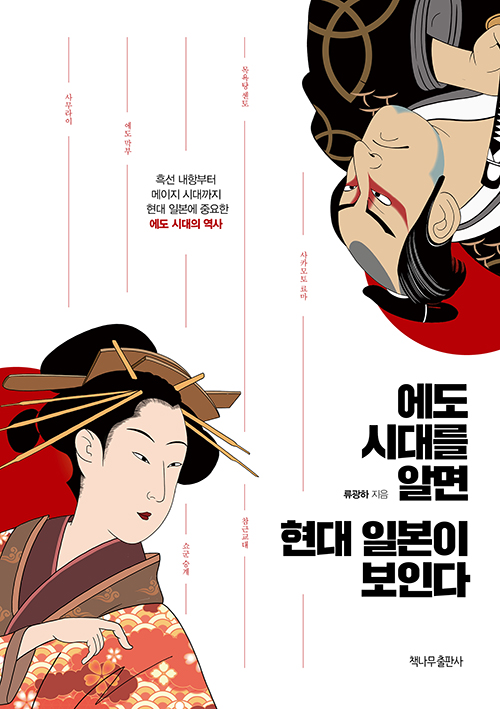 목욕탕 센토
사무라이
에도 막부
흑선 내항부터
메이지 시대까지
현대 일본에 중요한
에도 시대의 역사
사카모토 료마
에도
시대를
알면
류광하 지음
현대 일본이
보인다
참근교대
쇼군 승계
책나무출판사